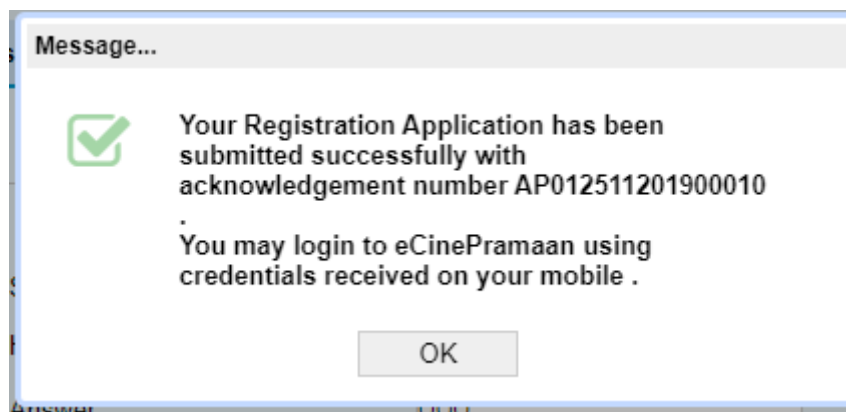 Message...
Your Registration Application has been
submitted successfully with
acknowledgement number AP012511201900010
.
You may login to eCinePramaan using
credentials received on your mobile .
OK
Answer